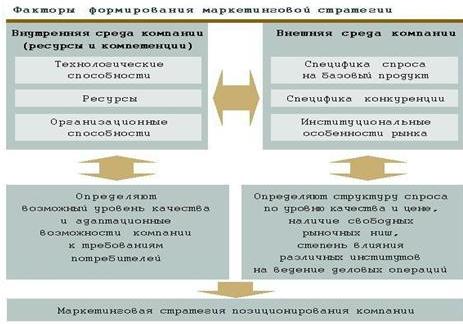 Факторы формирования маркетинговой стратегии
Внутренняя среда компании
(ресурсы и компетенции)
Технологические
способности
Ресурсы
Организационные
способности
Внешняя среда компании
Специфика спроса
на базовый продукт
Специфика конкуренции
Институциональные
особенности рынка
Определяют
возможный уровень качества
и адаптационные
возможности компании
к требованиям
потребителей
Определяют структуру спроса
по уровню качества и цене,
наличие свободных
рыночных ниш,
степень влияния
различных институтов
на ведение деловых операций
Маркетинговая стратегия позиционирования компании